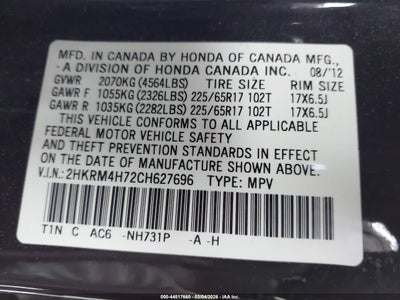 MFD. IN CANADA BY HONDA OF CANADA MFG.,
A DIVISION OF HONDA CANADA INC. 08/'12
GVWR 2070KG (4564LBS) TIRE SIZE RIM SIZE
GAWR F 1055KG (2326LBS) 225/65R17 102T 17X6.5J
GAWR R 1035KG (2282LBS) 225/65R17 102T 17X6.5J
THIS VEHICLE CONFORMS TO ALL APPLICABLE
FEDERAL MOTOR VEHICLE SAFETY
AND THEFT PREVENTION STANDARDS IN EFFECT
ON THE DATE OF MANUFACTURE SHOWN ABOVE.
V.I.N.: 2HKRM4H72CH627696 TYPE: MPV
T1N C AC6 -NH731P -A -H
000-44517660 - 03/04/2026 - IAA Inc.